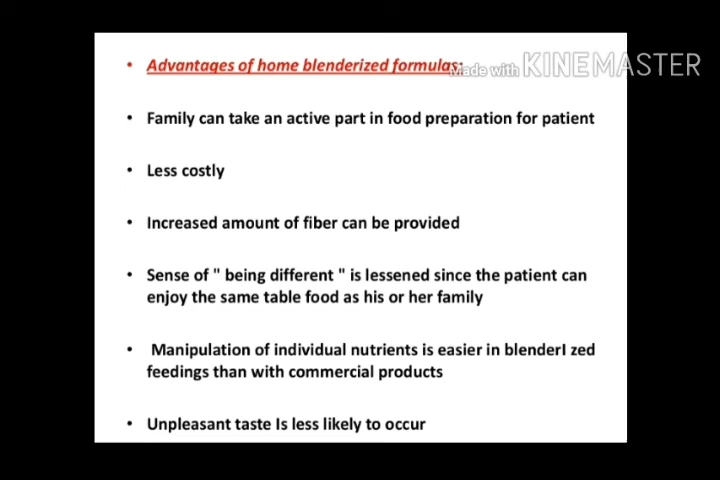 • Advantages of home blenderized formulas:
Made with KINEMASTER
• Family can take an active part in food preparation for patient
• Less costly
• Increased amount of fiber can be provided
• Sense of " being different " is lessened since the patient can
enjoy the same table food as his or her family
• Manipulation of individual nutrients is easier in blenderI zed
feedings than with commercial products
• Unpleasant taste Is less likely to occur